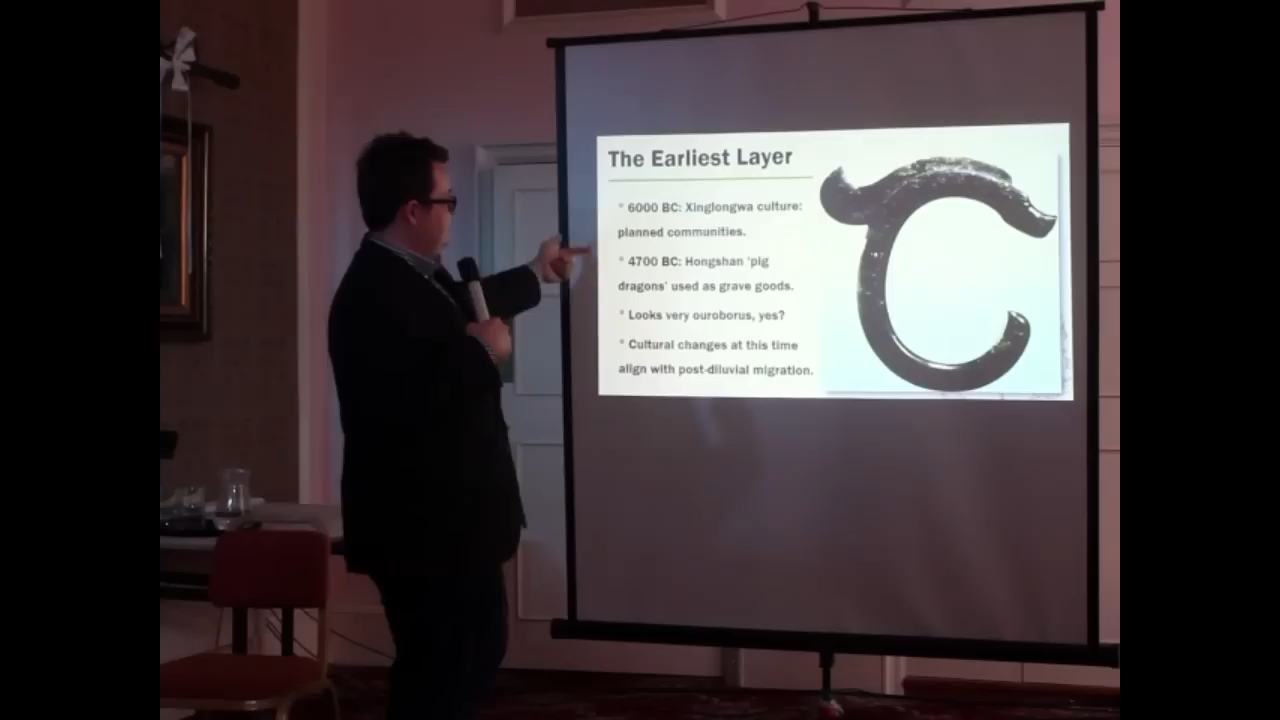 The Earliest Layer
* 6000 BC: Xinglongwa culture:
planned communities.
* 4700 BC: Hongshan 'pig
dragons' used as grave goods.
* Looks very ouroborus, yes?
* Cultural changes at this time
align with post-diluvial migration.